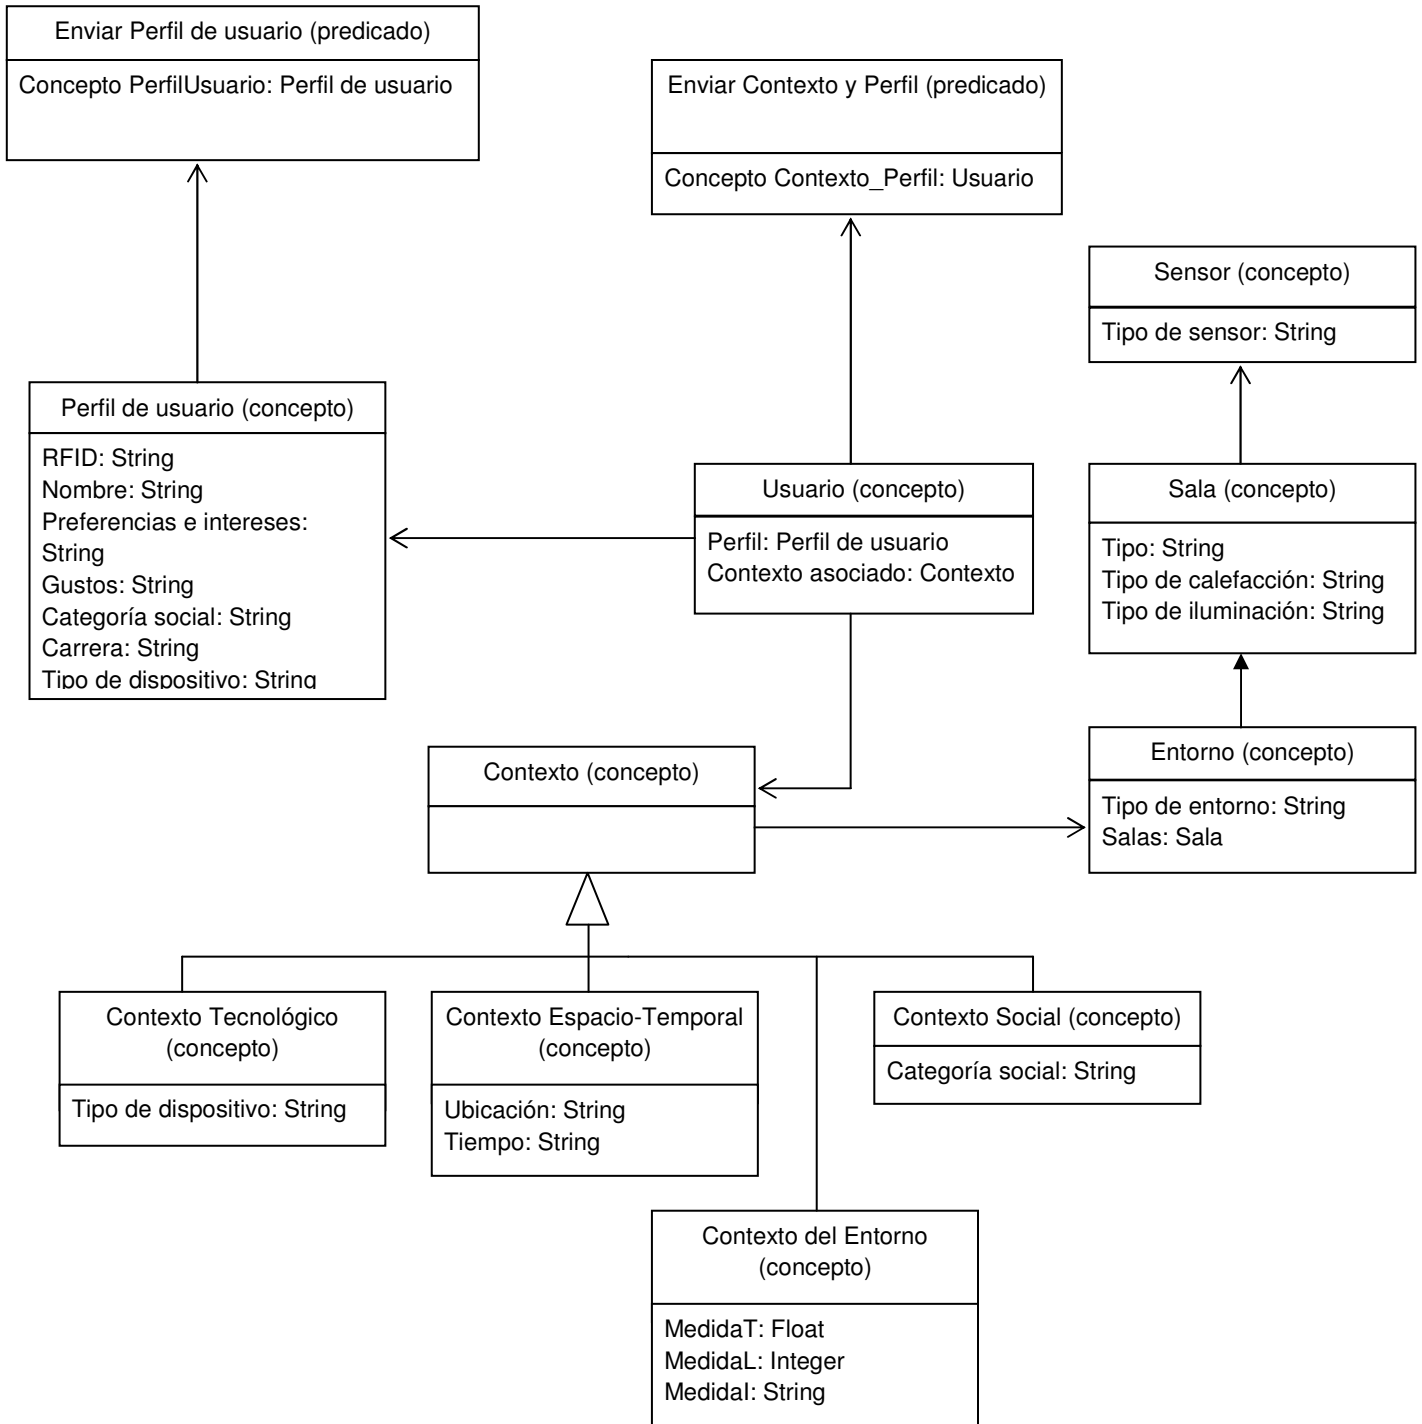 Enviar Perfil de usuario (predicado)
Concepto PerfilUsuario: Perfil de usuario
Enviar Contexto y Perfil (predicado)
Concepto Contexto_Perfil: Usuario
Sensor (concepto)
Tipo de sensor: String
Perfil de usuario (concepto)
RFID: String
Nombre: String
Preferencias e intereses:
String
Gustos: String
Categoría social: String
Carrera: String
Tipo de dispositivo: String
Usuario (concepto)
Perfil: Perfil de usuario
Contexto asociado: Contexto
Sala (concepto)
Tipo: String
Tipo de calefacción: String
Tipo de iluminación: String
Contexto (concepto)
Entorno (concepto)
Tipo de entorno: String
Salas: Sala
Contexto Tecnológico
(concepto)
Tipo de dispositivo: String
Contexto Espacio-Temporal
(concepto)
Ubicación: String
Tiempo: String
Contexto Social (concepto)
Categoría social: String
Contexto del Entorno
(concepto)
MedidaT: Float
MedidaL: Integer
MedidaI: String